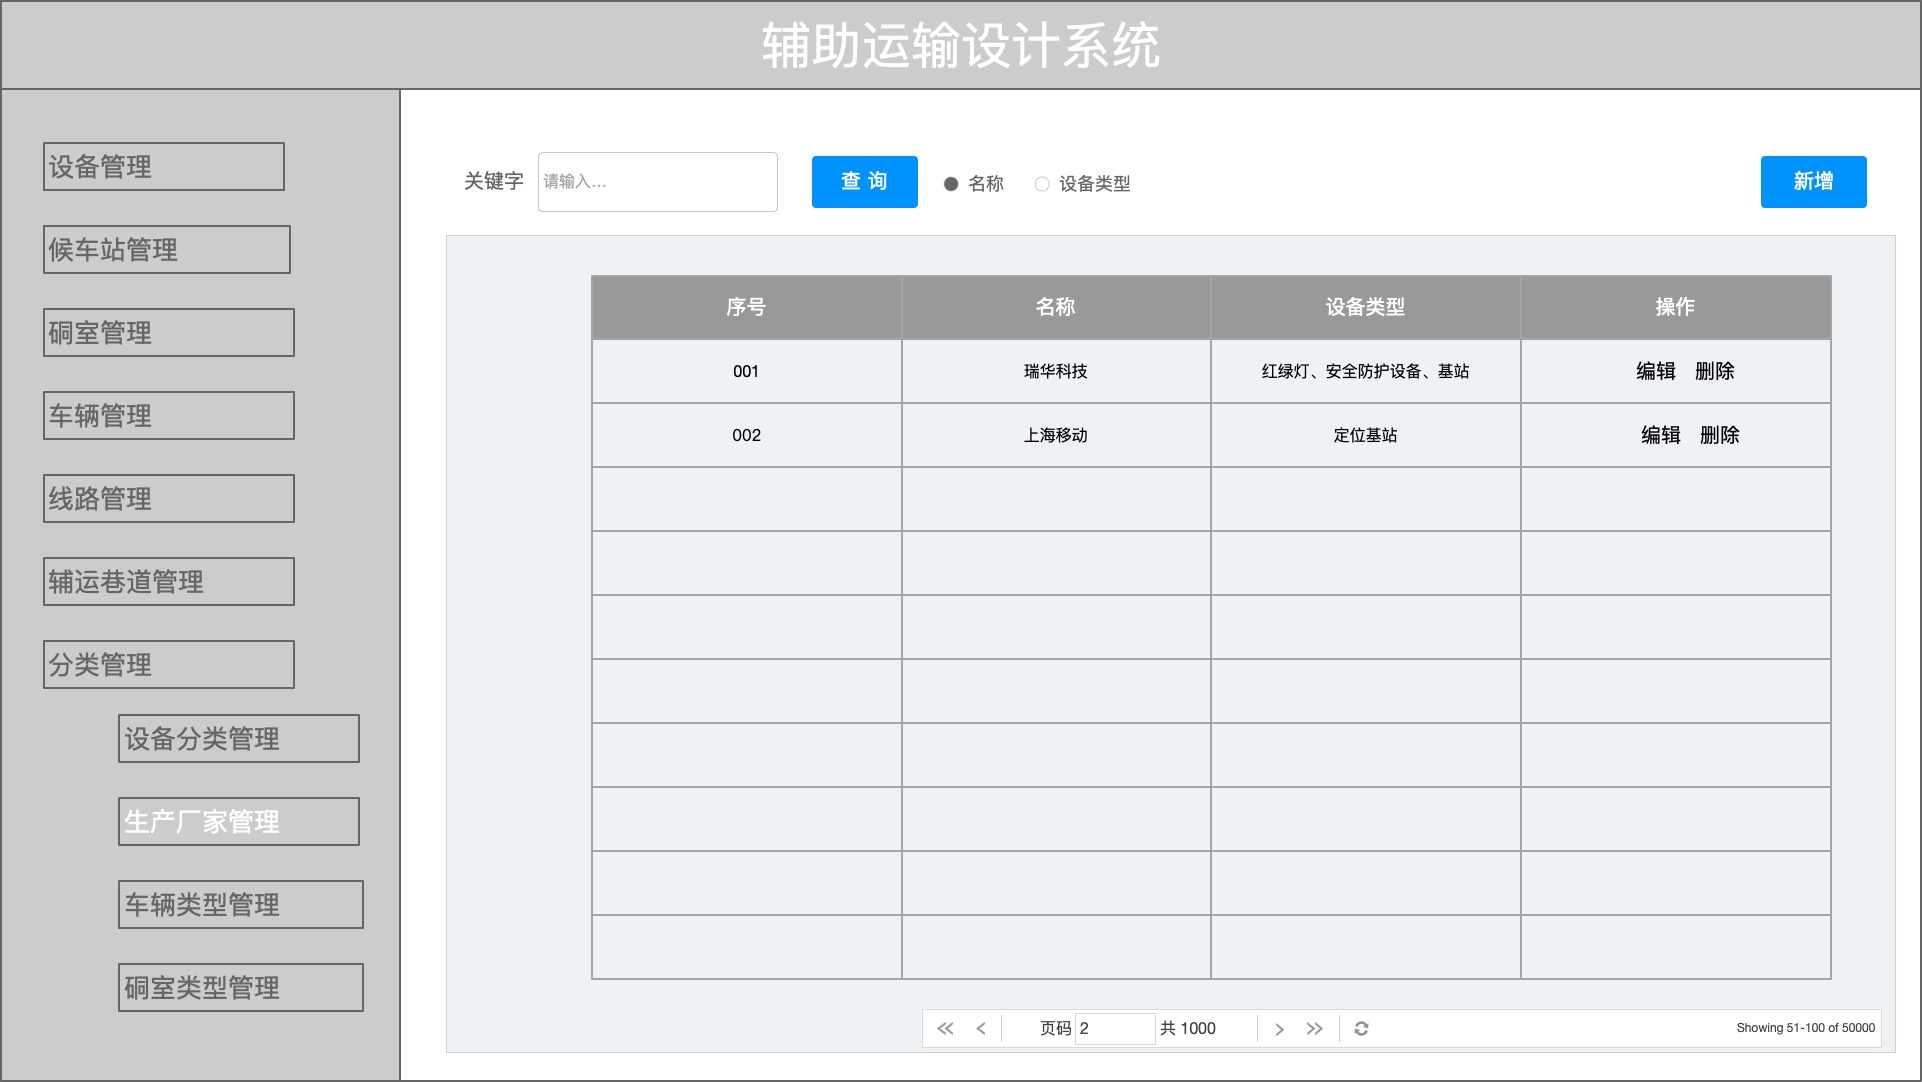 辅助运输设计系统
设备管理
候车站管理
硐室管理
车辆管理
线路管理
辅运巷道管理
分类管理
设备分类管理
生产厂家管理
车辆类型管理
硐室类型管理
关键字 请输入... 查 询 名称 设备类型 新增
序号 名称 设备类型 操作
001 瑞华科技 红绿灯、安全防护设备、基站 编辑 删除
002 上海移动 定位基站 编辑 删除
页码 2 共 1000 Showing 51-100 of 50000